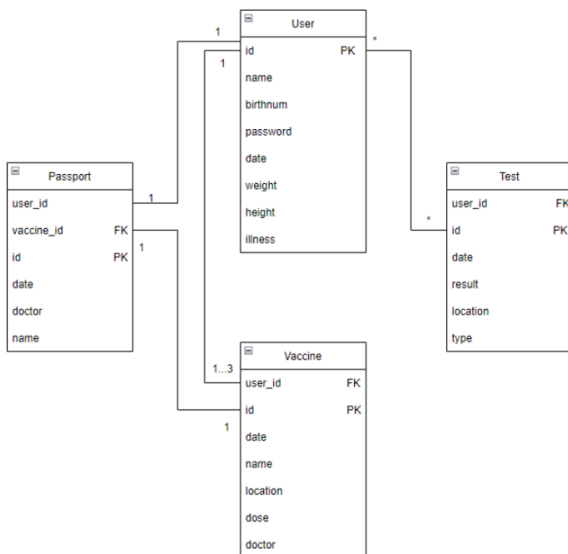 User
1
id PK
*
1
name
birthnum
password
date
weight
height
illness
Passport
user_id
1
vaccine_id FK
1
id PK
date
doctor
name
Test
user_id FK
*
id PK
date
result
location
type
Vaccine
1...3
user_id FK
id PK
1
date
name
location
dose
doctor